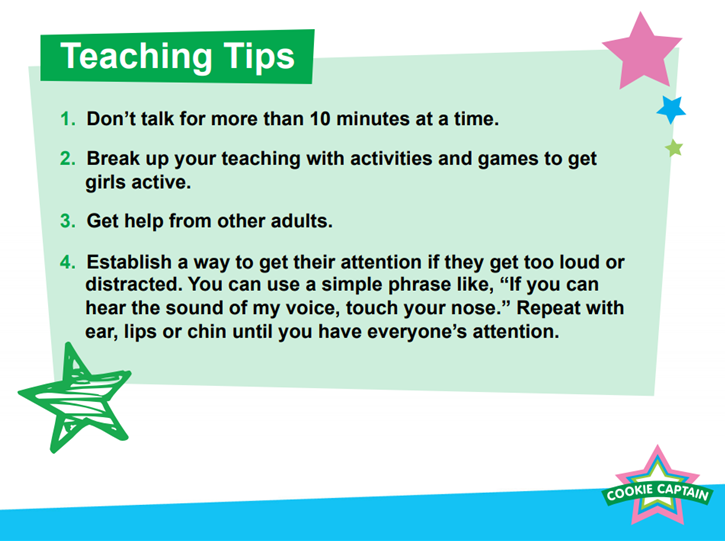 Teaching Tips
1. Don’t talk for more than 10 minutes at a time.
2. Break up your teaching with activities and games to get
girls active.
3. Get help from other adults.
4. Establish a way to get their attention if they get too loud or
distracted. You can use a simple phrase like, “If you can
hear the sound of my voice, touch your nose.” Repeat with
ear, lips or chin until you have everyone’s attention.
COOKIE CAPTAIN